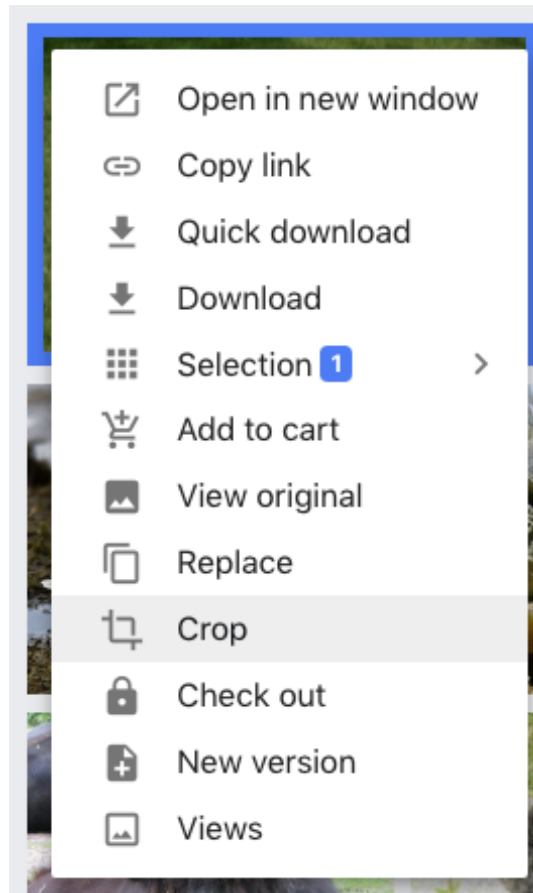 Open in new window
Copy link
Quick download
Download
Selection 1
Add to cart
View original
Replace
Crop
Check out
New version
Views